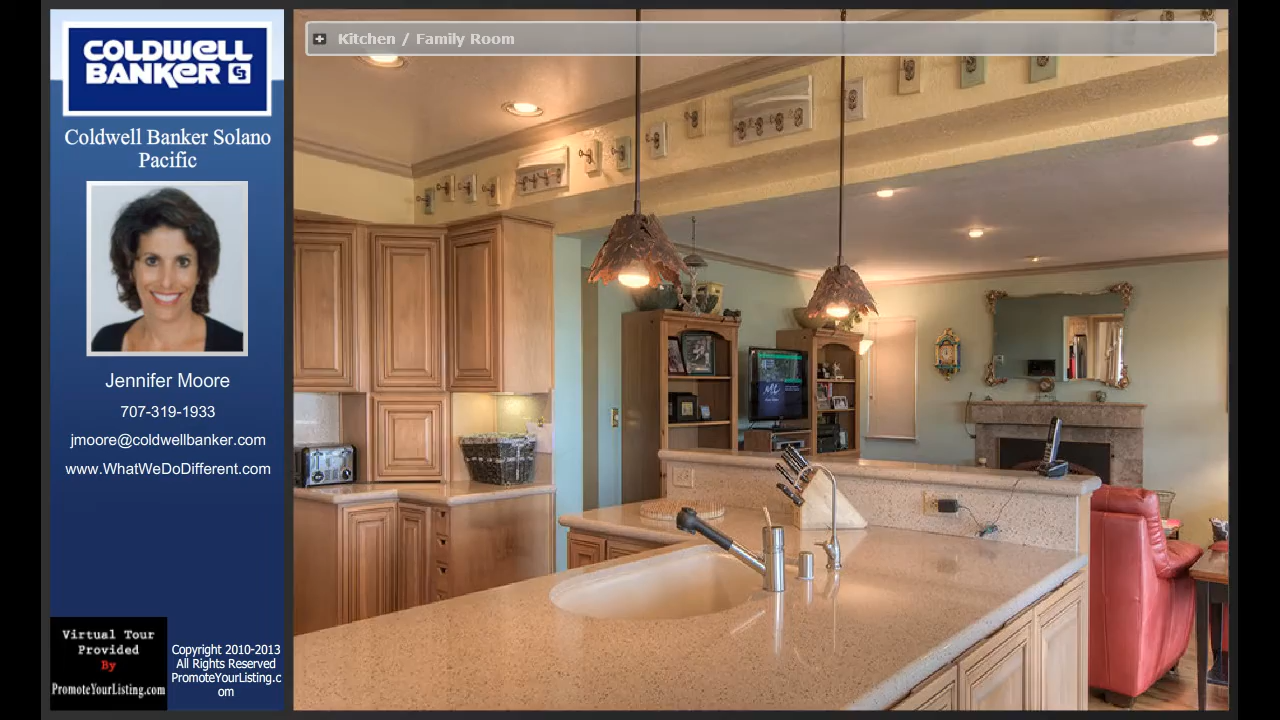 COLDWELL
BANKER
Coldwell Banker Solano
Pacific
Jennifer Moore
707-319-1933
jmoore@coldwellbanker.com
www.WhatWeDoDifferent.com
Virtual Tour
Provided
By
PromoteYourListing.com
Copyright 2010-2013
All Rights Reserved
PromoteYourListing.c
om
Kitchen / Family Room